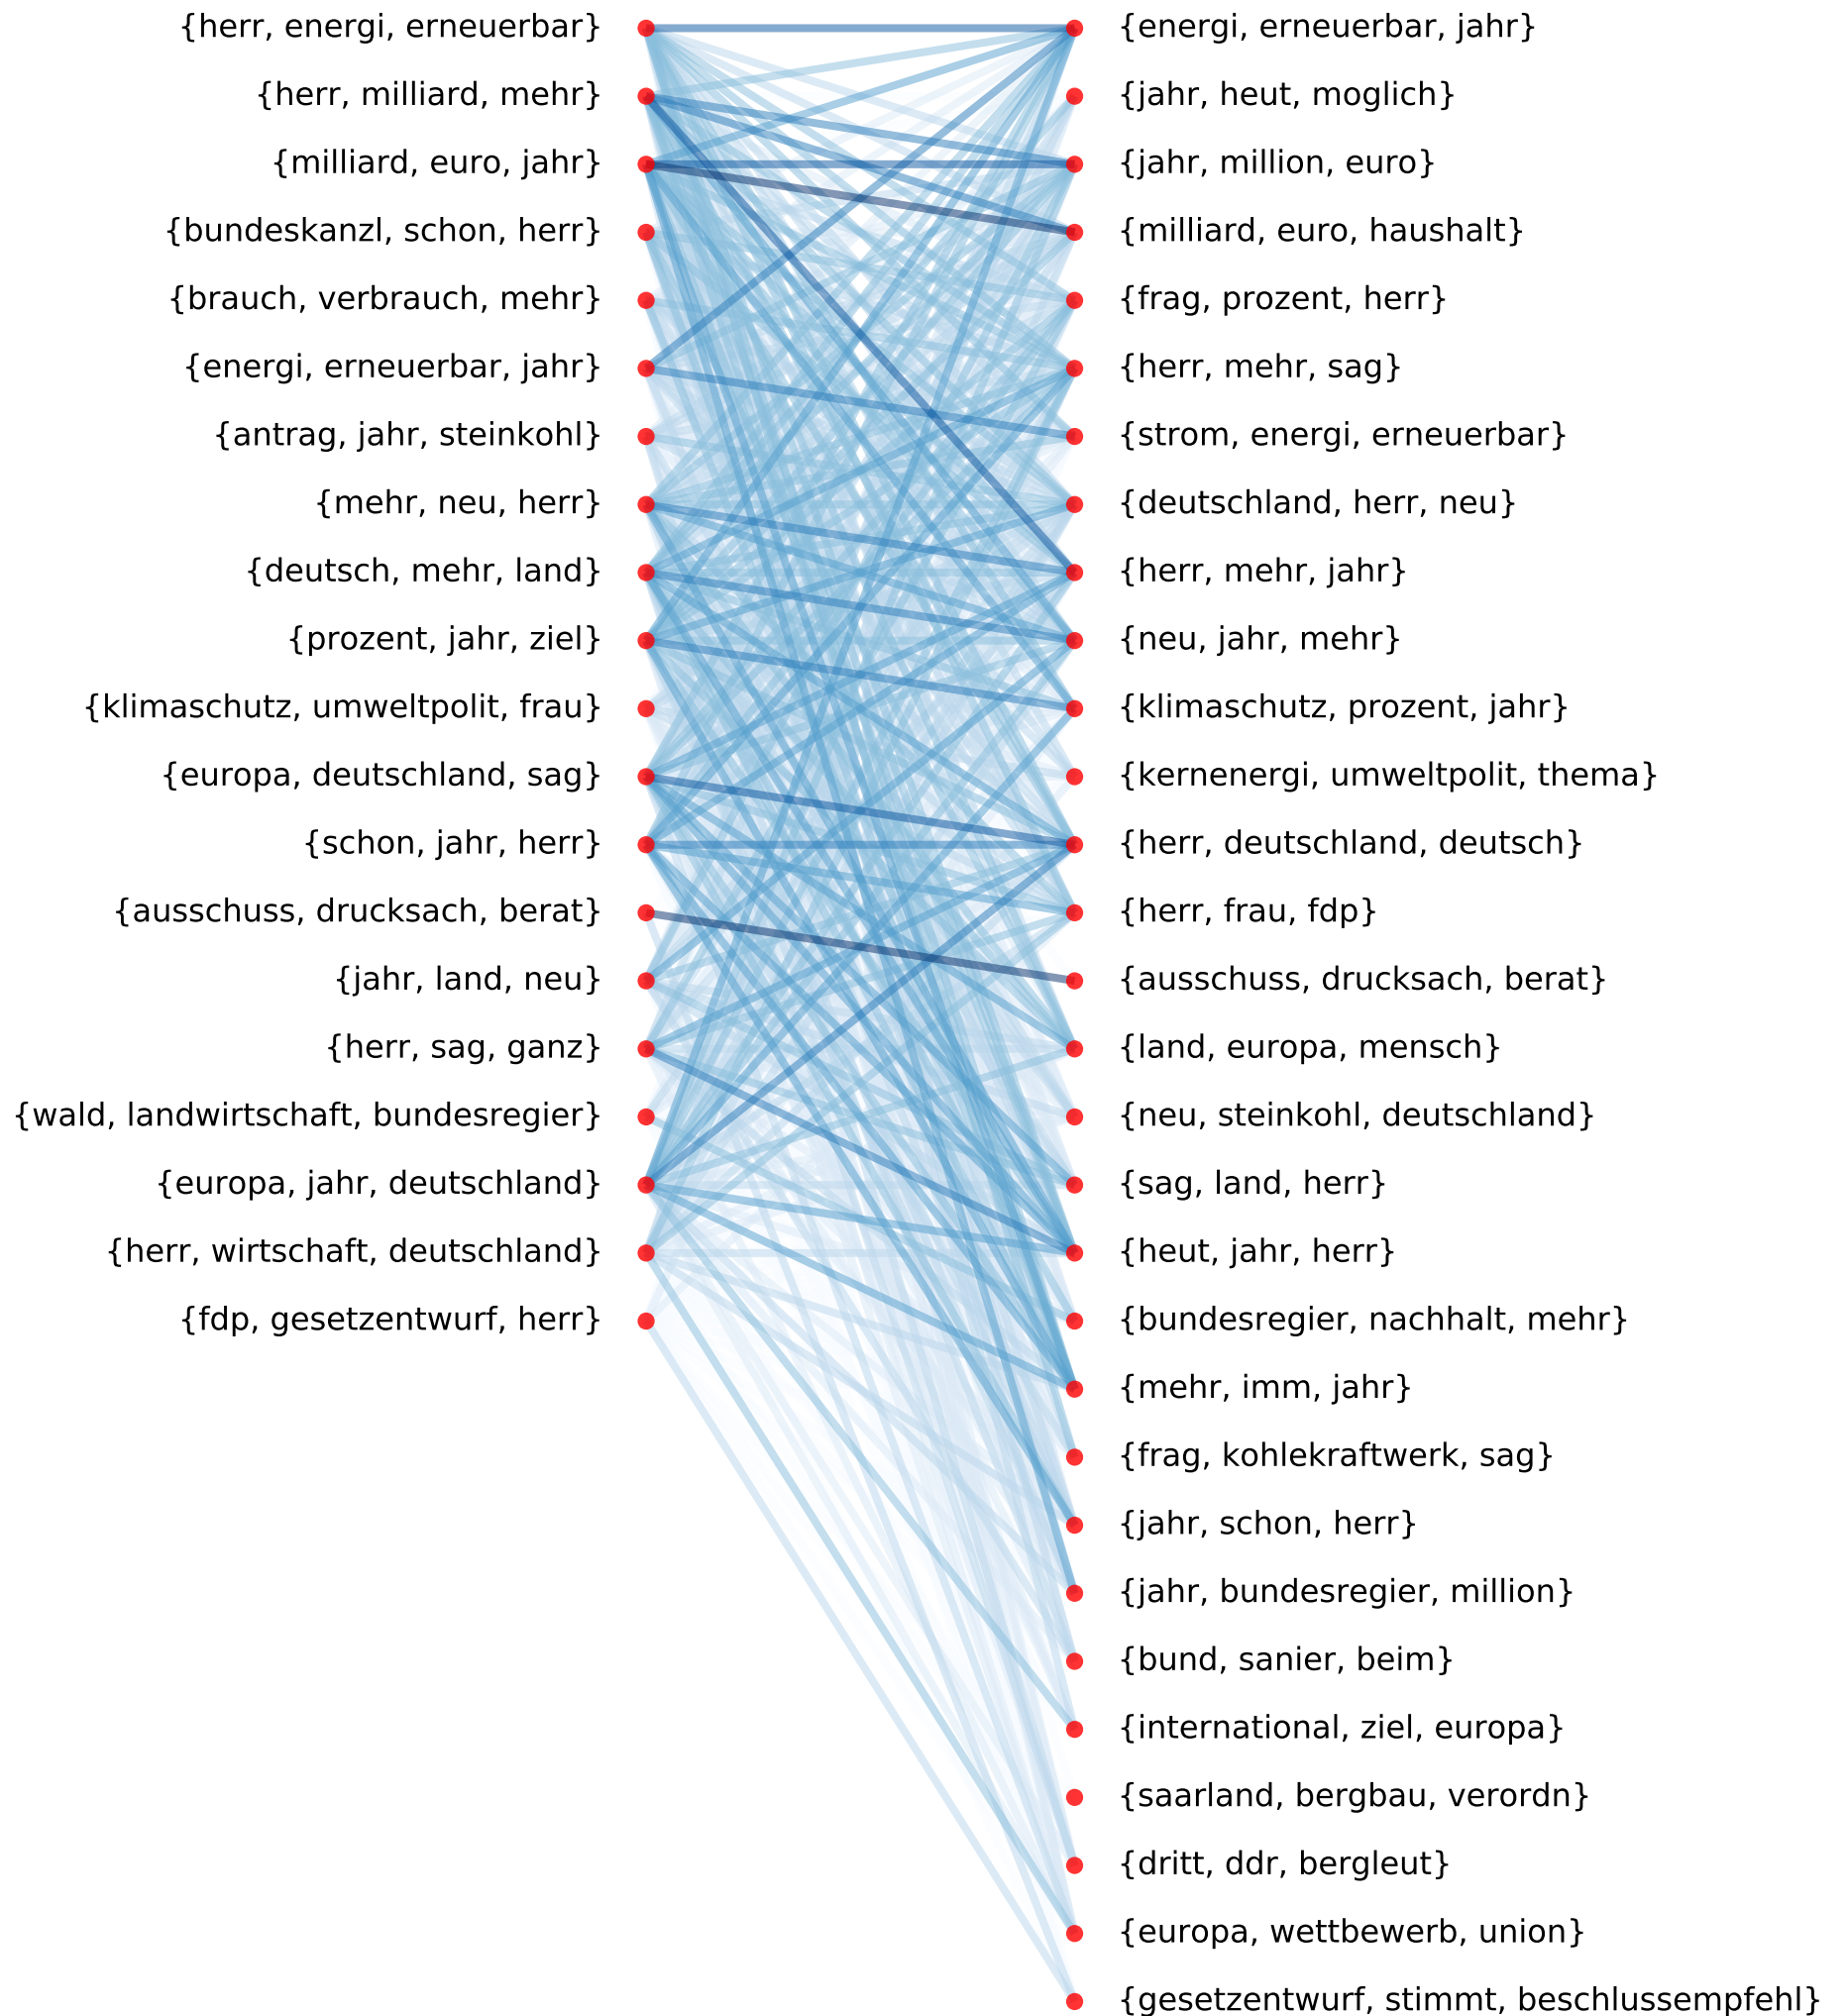 {herr, energi, erneuerbar}
{herr, milliard, mehr}
{milliard, euro, jahr}
{bundeskanzl, schon, herr}
{brauch, verbrauch, mehr}
{energi, erneuerbar, jahr}
{antrag, jahr, steinkohl}
{mehr, neu, herr}
{deutsch, mehr, land}
{prozent, jahr, ziel}
{klimaschutz, umweltpolit, frau}
{europa, deutschland, sag}
{schon, jahr, herr}
{ausschuss, drucksach, berat}
{jahr, land, neu}
{herr, sag, ganz}
{wald, landwirtschaft, bundesregier}
{europa, jahr, deutschland}
{herr, wirtschaft, deutschland}
{fdp, gesetzentwurf, herr}
{energi, erneuerbar, jahr}
{jahr, heut, moglich}
{jahr, million, euro}
{milliard, euro, haushalt}
{frag, prozent, herr}
{herr, mehr, sag}
{strom, energi, erneuerbar}
{deutschland, herr, neu}
{herr, mehr, jahr}
{neu, jahr, mehr}
{klimaschutz, prozent, jahr}
{kernenergi, umweltpolit, thema}
{herr, deutschland, deutsch}
{herr, frau, fdp}
{ausschuss, drucksach, berat}
{land, europa, mensch}
{neu, steinkohl, deutschland}
{sag, land, herr}
{heut, jahr, herr}
{bundesregier, nachhalt, mehr}
{mehr, imm, jahr}
{frag, kohlekraftwerk, sag}
{jahr, schon, herr}
{jahr, bundesregier, million}
{bund, sanier, beim}
{international, ziel, europa}
{saarland, bergbau, verordn}
{dritt, ddr, bergleut}
{europa, wettbewerb, union}
{gesetzentwurf, stimmt, beschlussempfehl}